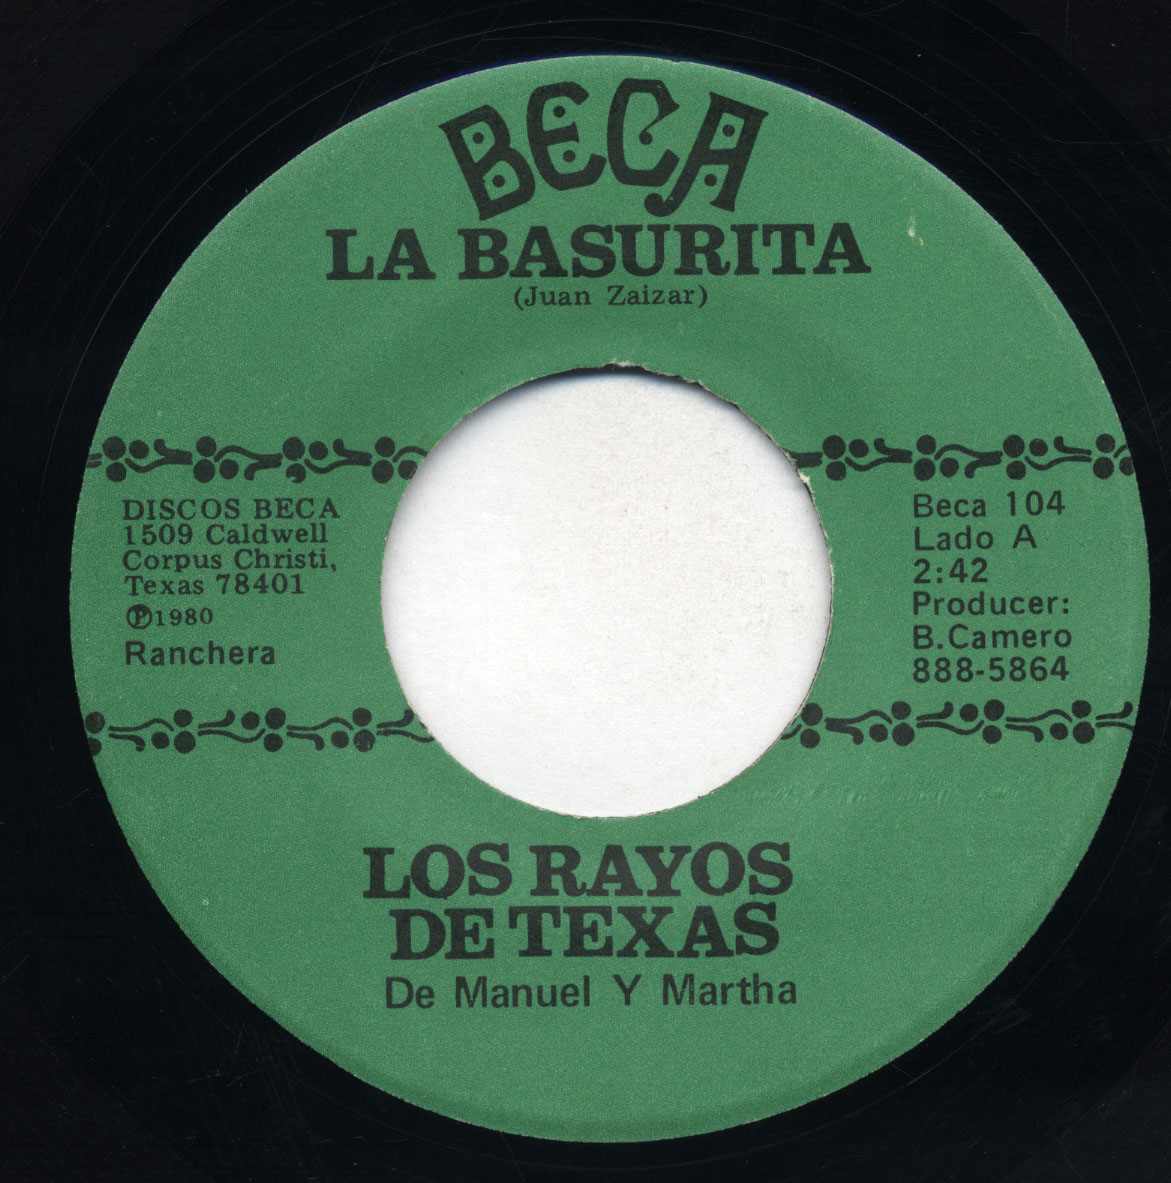 BECA
LA BASURITA
(Juan Zaizar)
DISCOS BECA
1509 Caldwell
Corpus Christi,
Texas 78401
℗1980
Ranchera
Beca 104
Lado A
2:42
Producer:
B.Camero
888-5864
LOS RAYOS
DE TEXAS
De Manuel Y Martha